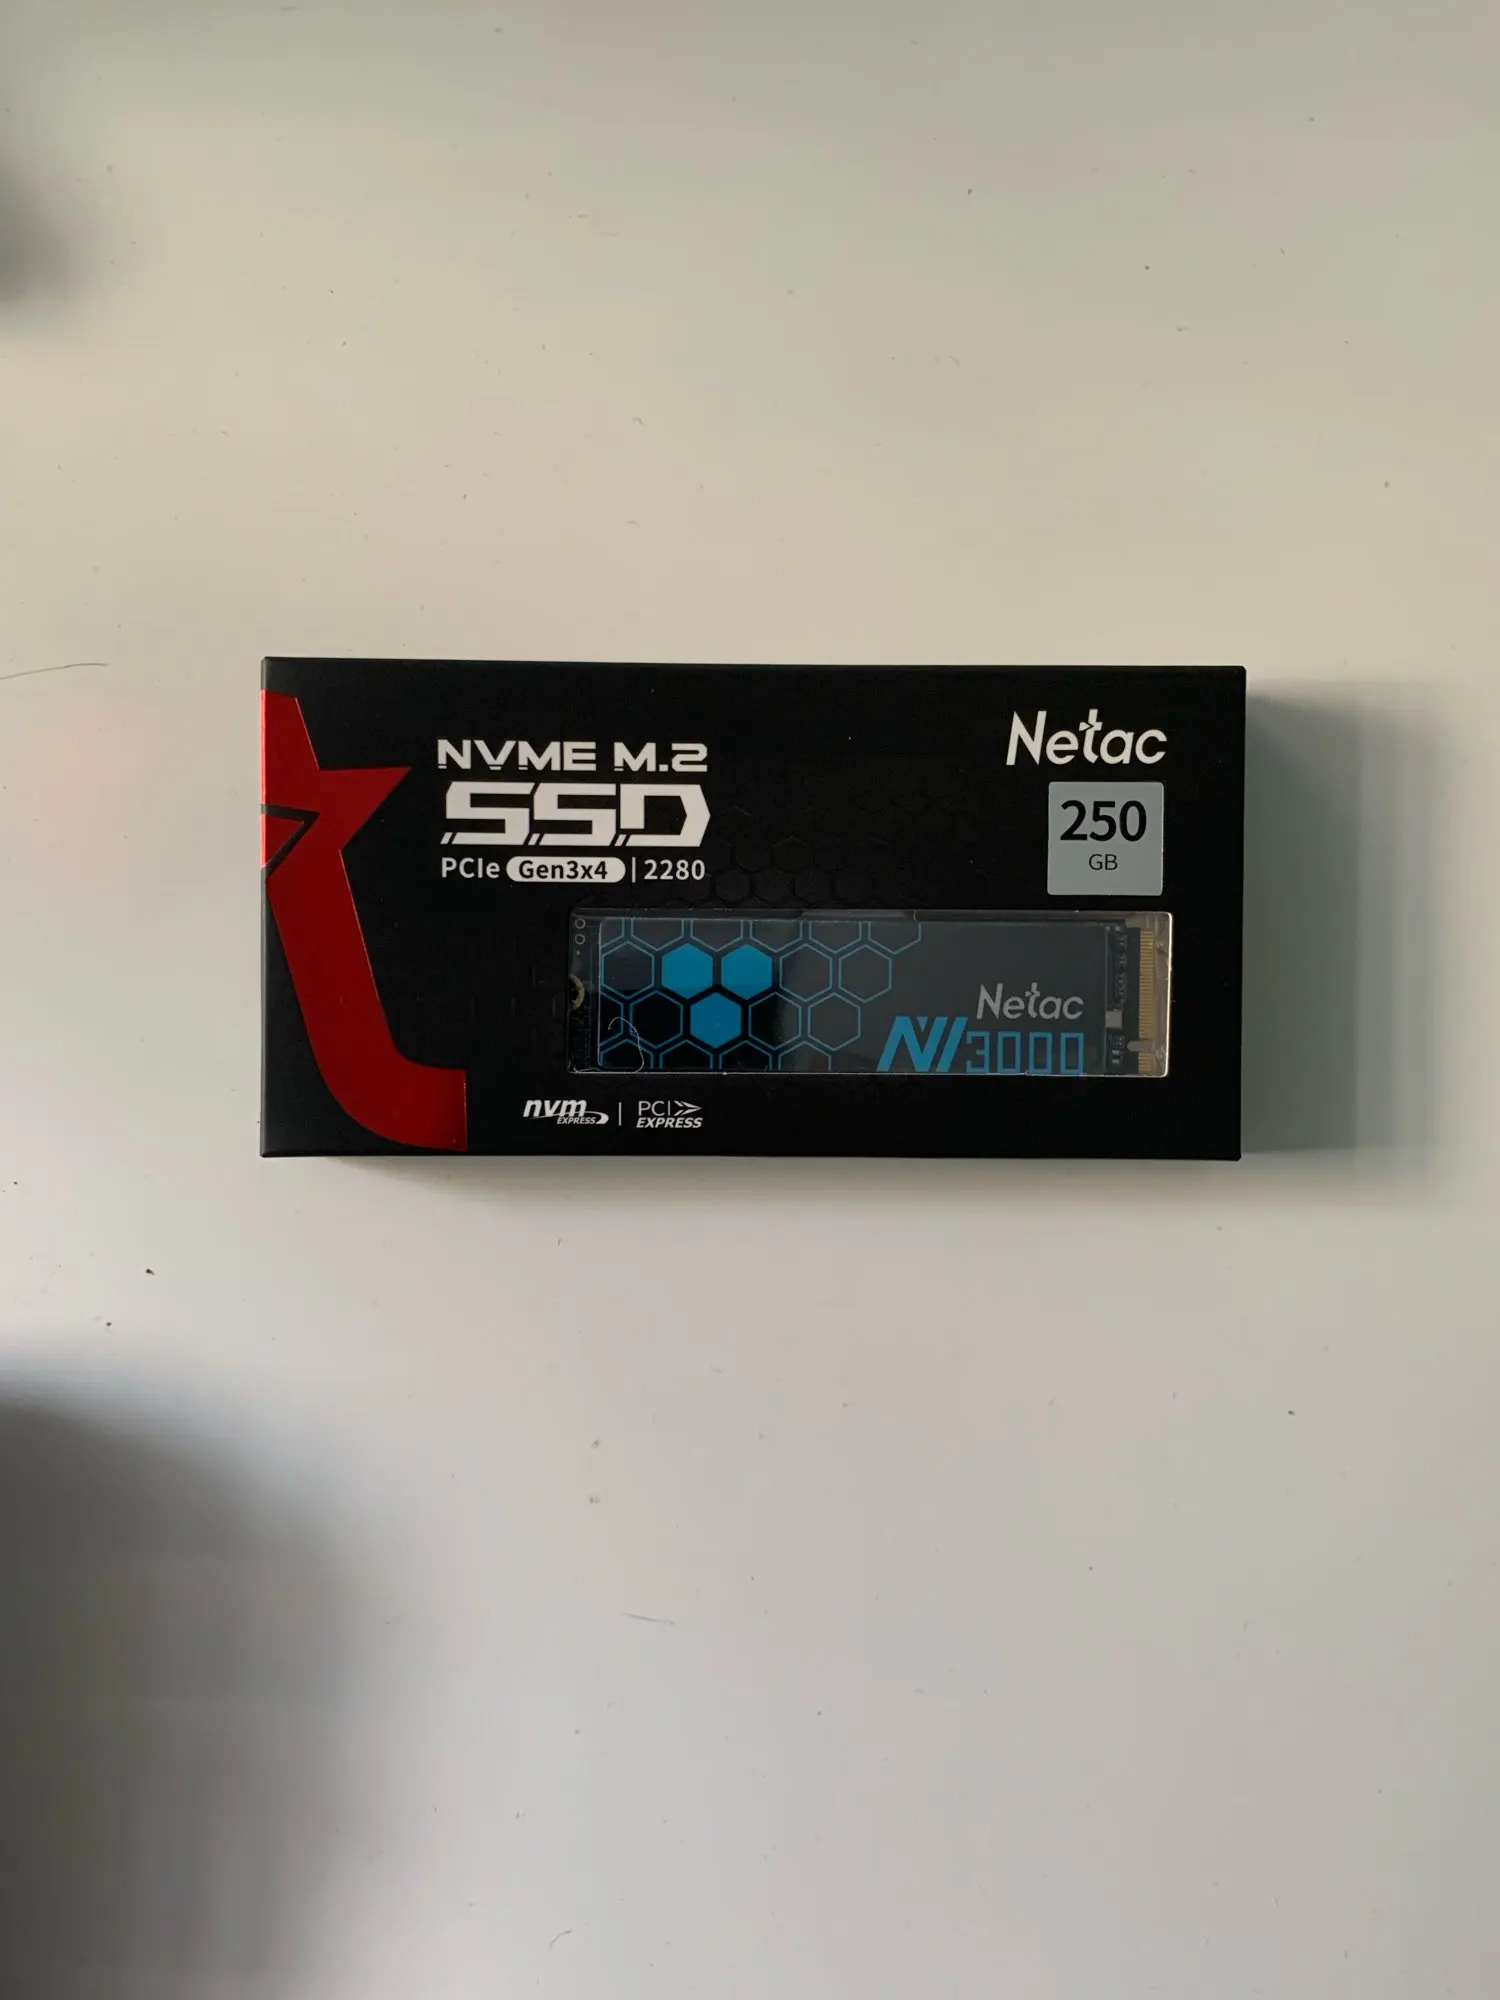 NVME M.2
SSD
PCIe Gen3x4 | 2280
Netac
250
GB
Netac
NV3000
nvm
EXPRESS
PCI
EXPRESS